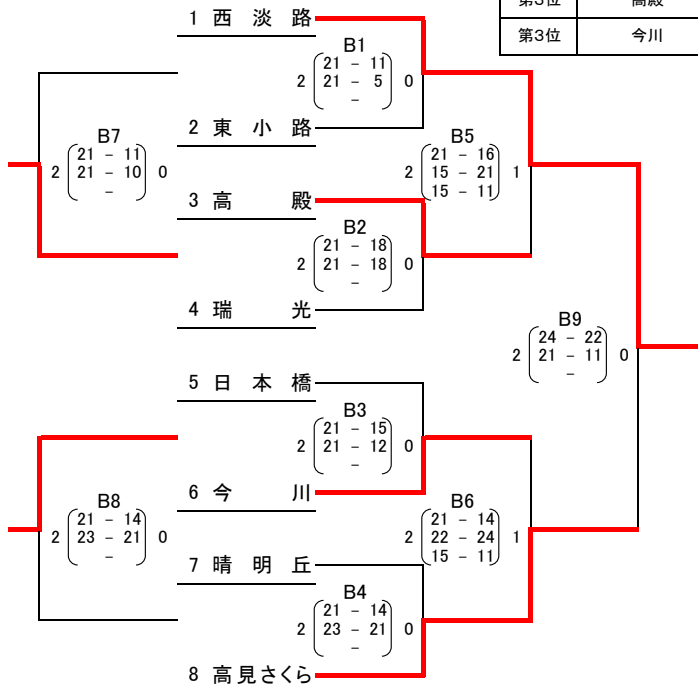 第3位 高殿
第3位 今川
1 西淡路
B1
2 21 - 11 0
21 - 5
-
2 東小路
B7
2 21 - 11 0
21 - 10
-
B5
2 21 - 16 1
15 - 21
15 - 11
3 高殿
B2
2 21 - 18 0
21 - 18
-
4 瑞光
B9
2 24 - 22 0
21 - 11
-
5 日本橋
B3
2 21 - 15 0
21 - 12
-
6 今川
B8
2 21 - 14 0
23 - 21
-
B6
2 21 - 14 1
22 - 24
15 - 11
7 晴明丘
B4
2 21 - 14 0
23 - 21
-
8 高見さくら